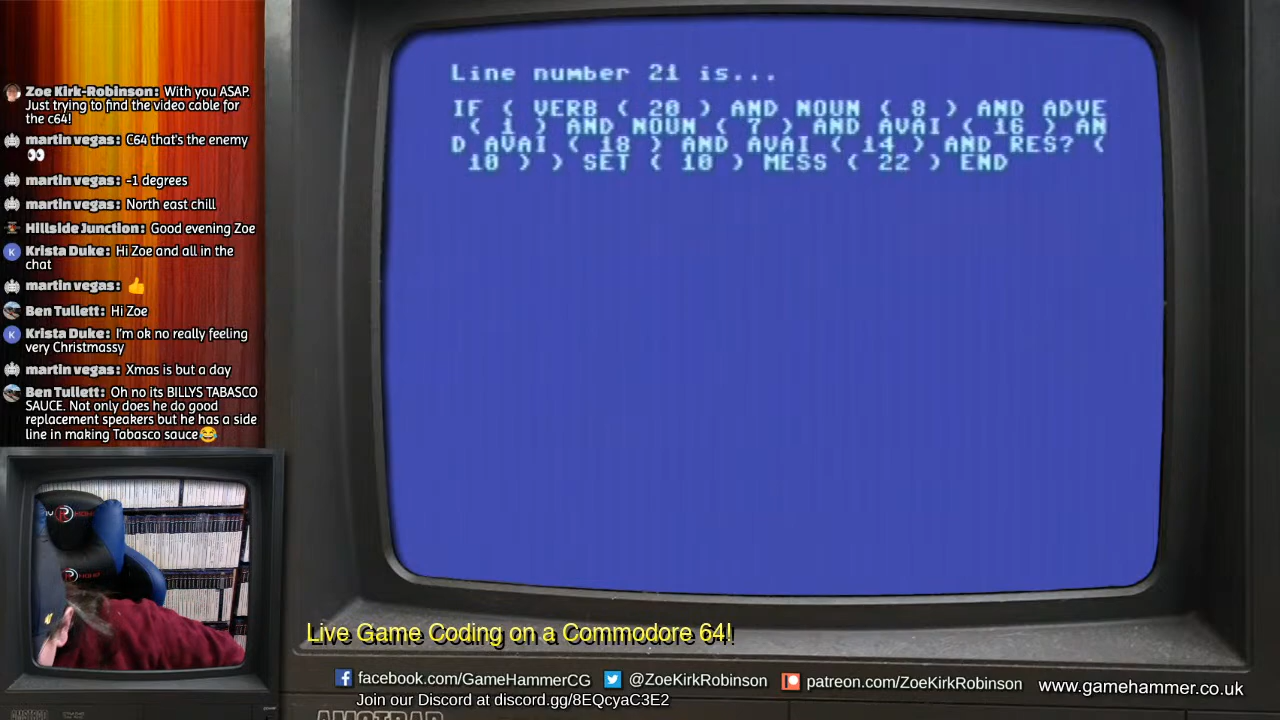 Zoe Kirk-Robinson: With you ASAP.
Just trying to find the video cable for
the c64!
martin vegas: C64 that's the enemy
👀
martin vegas: -1 degrees
martin vegas: North east chill
Hillside Junction: Good evening Zoe
K Krista Duke: Hi Zoe and all in the
chat
martin vegas: 👍
Ben Tullett: Hi Zoe
K Krista Duke: I'm ok no really feeling
very Christmassy
martin vegas: Xmas is but a day
Ben Tullett: Oh no its BILLYS TABASCO
SAUCE. Not only does he do good
replacement speakers but he has a side
line in making Tabasco sauce😂
Line number 21 is...
IF ( VERB ( 20 ) AND NOUN ( 8 ) AND ADVE
( 1 ) AND NOUN ( 7 ) AND AVAI ( 16 ) AN
D AVAI ( 18 ) AND AVAI ( 14 ) AND RES? (
10 ) ) SET ( 10 ) MESS ( 22 ) END
Live Game Coding on a Commodore 64!
facebook.com/GameHammerCG @ZoeKirkRobinson patreon.com/ZoeKirkRobinson www.gamehammer.co.uk
Join our Discord at discord.gg/8EQcyaC3E2